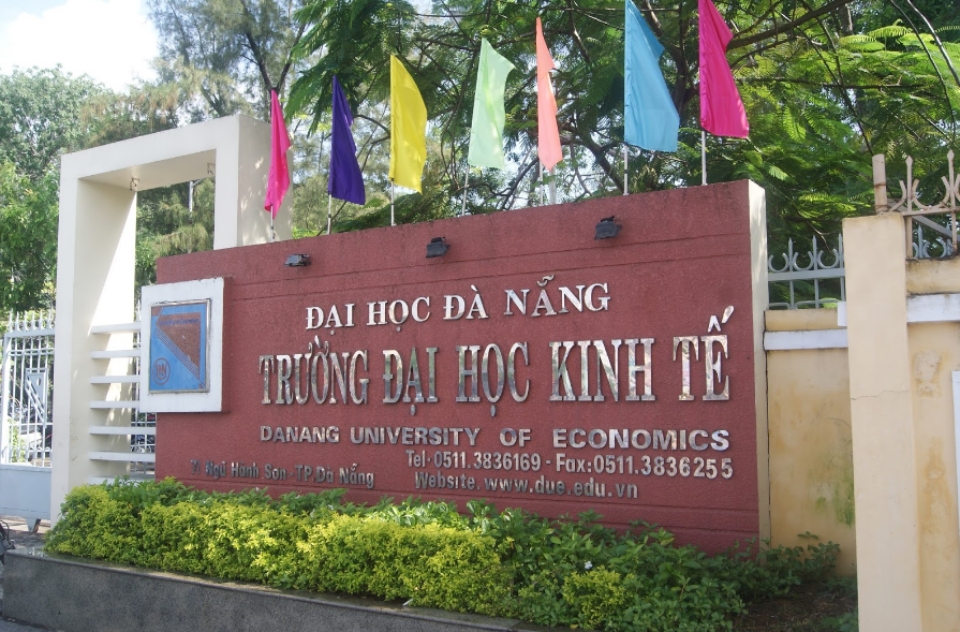 ĐẠI HỌC ĐÀ NẴNG
TRƯỜNG ĐẠI HỌC KINH TẾ
DANANG UNIVERSITY OF ECONOMICS
Tel·0511.3836169 - Fax:0511.3836255
71 Ngũ Hành Sơn-TP.Đà Nẵng Website. www.due.edu.vn